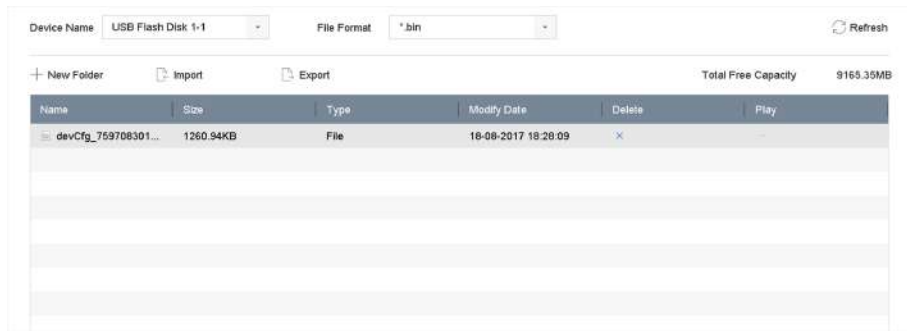 Device Name USB Flash Disk 1-1 File Format *.bin Refresh
New Folder Import Export Total Free Capacity 9165.35MB
Name Size Type Modify Date Delete Play
devCfg_759708301... 1260.94KB File 18-08-2017 18:28:09